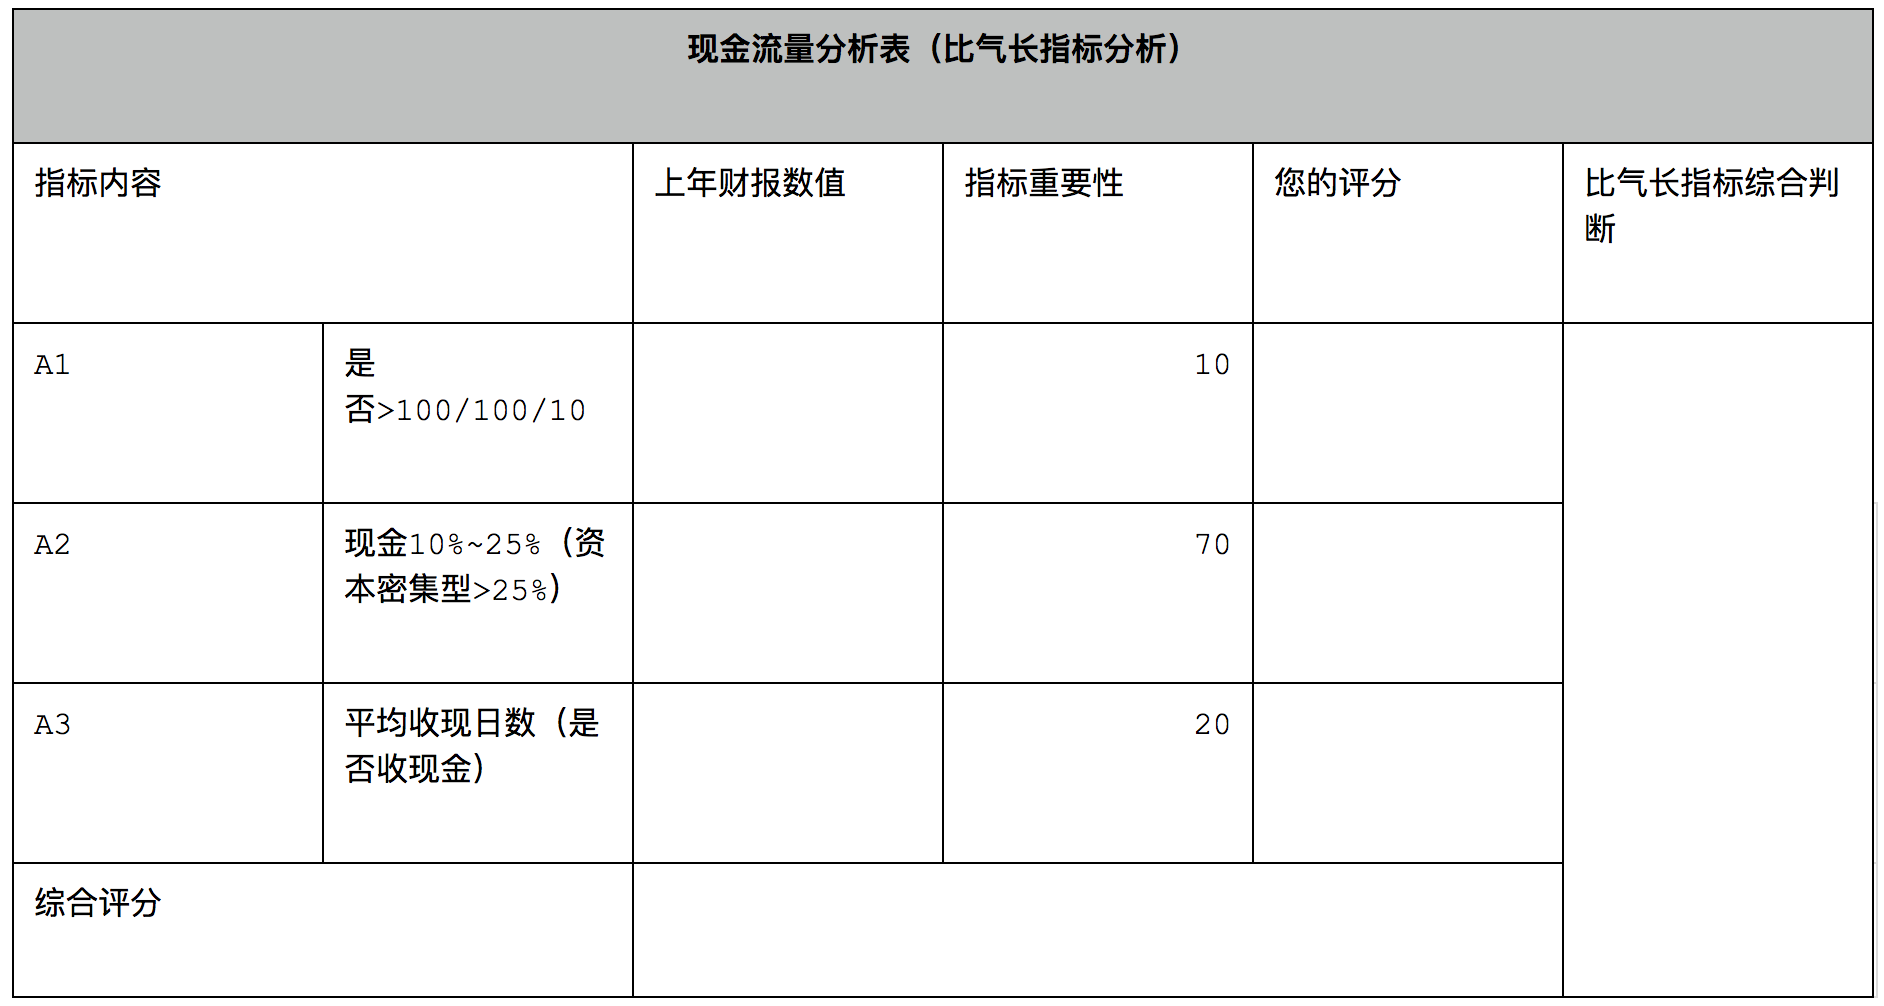 现金流量分析表（比气长指标分析）
指标内容
上年财报数值
指标重要性
您的评分
比气长指标综合判
断
A1
是
否>100/100/10
10
A2
现金10%~25%（资
本密集型>25%）
70
A3
平均收现日数（是
否收现金）
20
综合评分